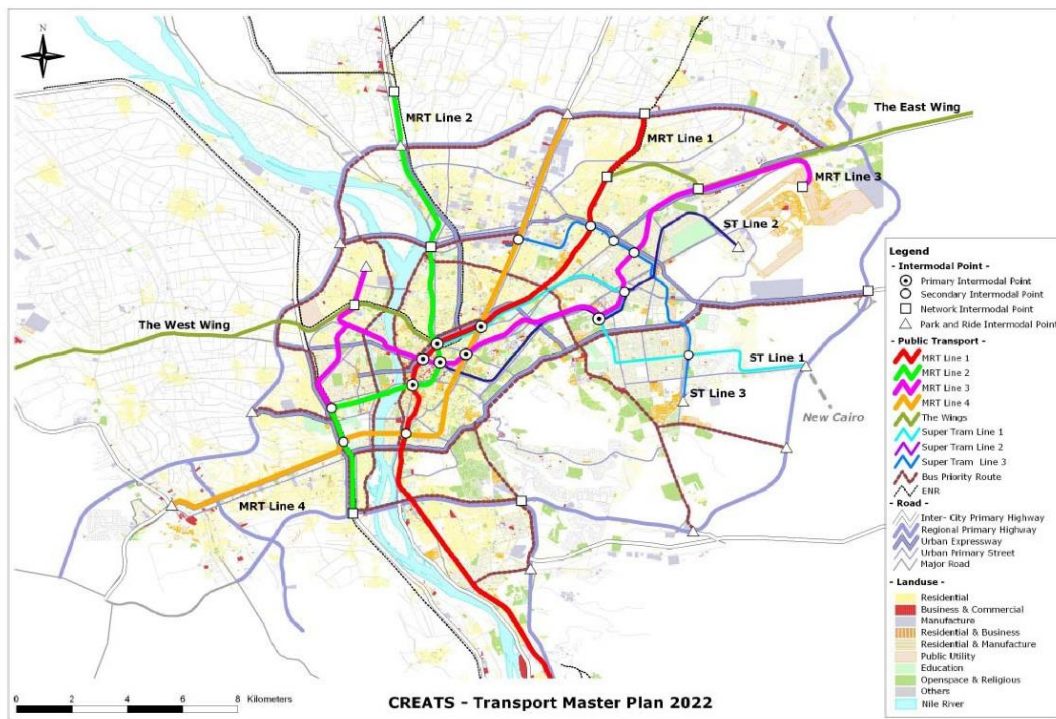 N
MRT Line 2
MRT Line 1
The East Wing
MRT Line 3
ST Line 2
The West Wing
ST Line 1
ST Line 3
New Cairo
MRT Line 4
Legend
- Intermodal Point -
Primary Intermodal Point
Secondary Intermodal Point
Network Intermodal Point
Park and Ride Intermodal Point
- Public Transport -
MRT Line 1
MRT Line 2
MRT Line 3
MRT Line 4
The Wings
Super Tram Line 1
Super Tram Line 2
Super Tram Line 3
Bus Priority Route
ENR
- Road -
Inter- City Primary Highway
Regional Primary Highway
Urban Expressway
Urban Primary Street
Major Road
- Landuse -
Residential
Business & Commercial
Manufacture
Residential & Business
Residential & Manufacture
Public Utility
Education
Openspace & Religious
Others
Nile River
0 2 4 6 8 Kilometers
CREATS - Transport Master Plan 2022